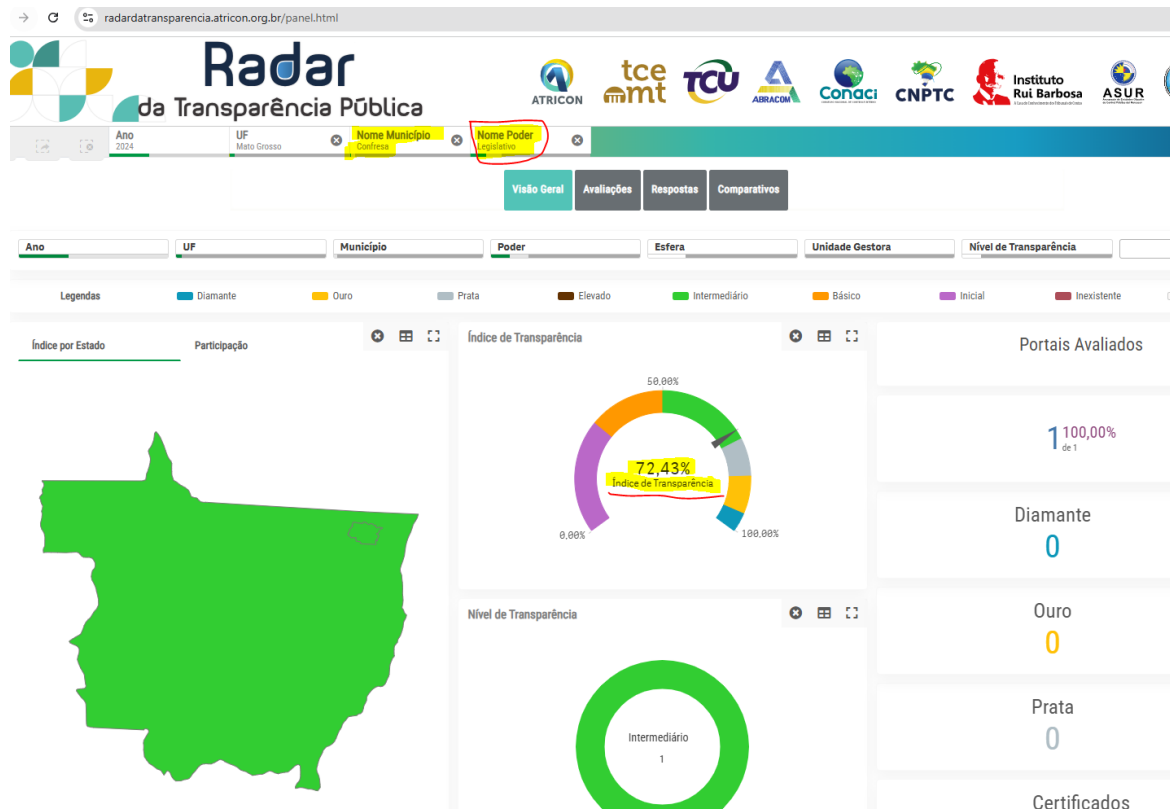 radardatransparencia.atricon.org.br/panel.html
Radar
da Transparência Pública
ATRICON
tce
mt
TCU
ABRACOM
Conaci
CNPTC
Instituto
Rui Barbosa
ASUR
Ano
2024
UF
Mato Grosso
Nome Município
Confresa
Nome Poder
Legislativo
Visão Geral Avaliações Respostas Comparativos
Ano UF Município Poder Esfera Unidade Gestora Nível de Transparência
Legendas Diamante Ouro Prata Elevado Intermediário Básico Inicial Inexistente
Índice por Estado Participação
Índice de Transparência
50,00%
72,43%
Índice de Transparência
0,00% 100,00%
Portais Avaliados
1 100,00%
de 1
Diamante
0
Ouro
0
Nível de Transparência
Intermediário
1
Prata
0
Certificados